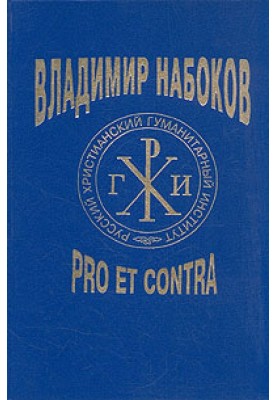 ВЛАДИМИР НАБОКОВ
РУССКИЙ ХРИСТИАНСКИЙ ГУМАНИТАРНЫЙ ИНСТИТУТ
Р
Г Х И
PRO ET CONTRA